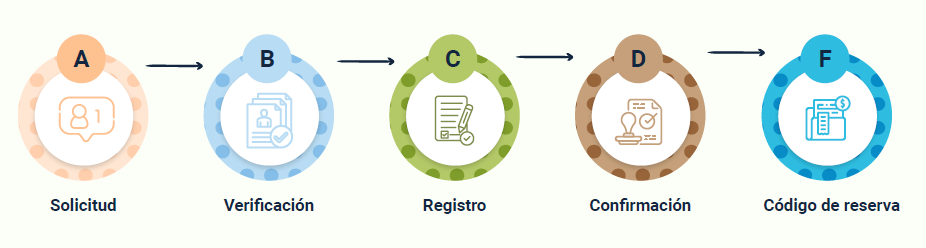 A
B
C
D
F
Solicitud
Verificación
Registro
Confirmación
Código de reserva